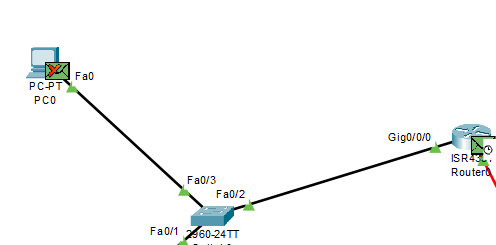 Fa0
PC-PT
PC0
Gig0/0/0
Router0
Fa0/3
Fa0/2
Fa0/1
2960-24TT